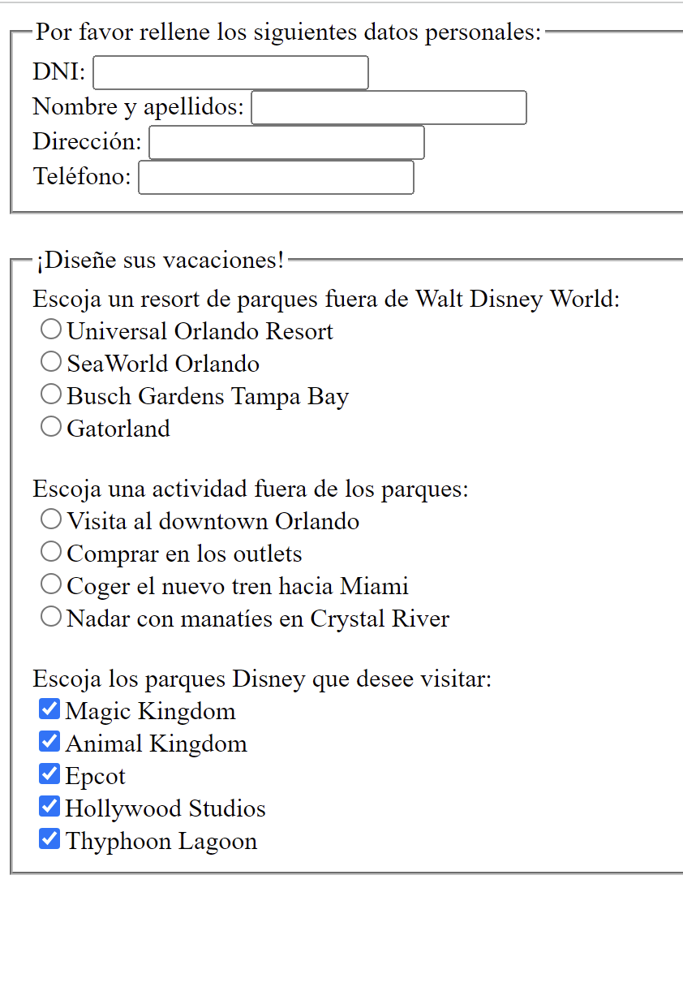 Por favor rellene los siguientes datos personales:
DNI:
Nombre y apellidos:
Dirección:
Teléfono:
¡Diseñe sus vacaciones!
Escoja un resort de parques fuera de Walt Disney World:
Universal Orlando Resort
SeaWorld Orlando
Busch Gardens Tampa Bay
Gatorland
Escoja una actividad fuera de los parques:
Visita al downtown Orlando
Comprar en los outlets
Coger el nuevo tren hacia Miami
Nadar con manatíes en Crystal River
Escoja los parques Disney que desee visitar:
Magic Kingdom
Animal Kingdom
Epcot
Hollywood Studios
Thyphoon Lagoon